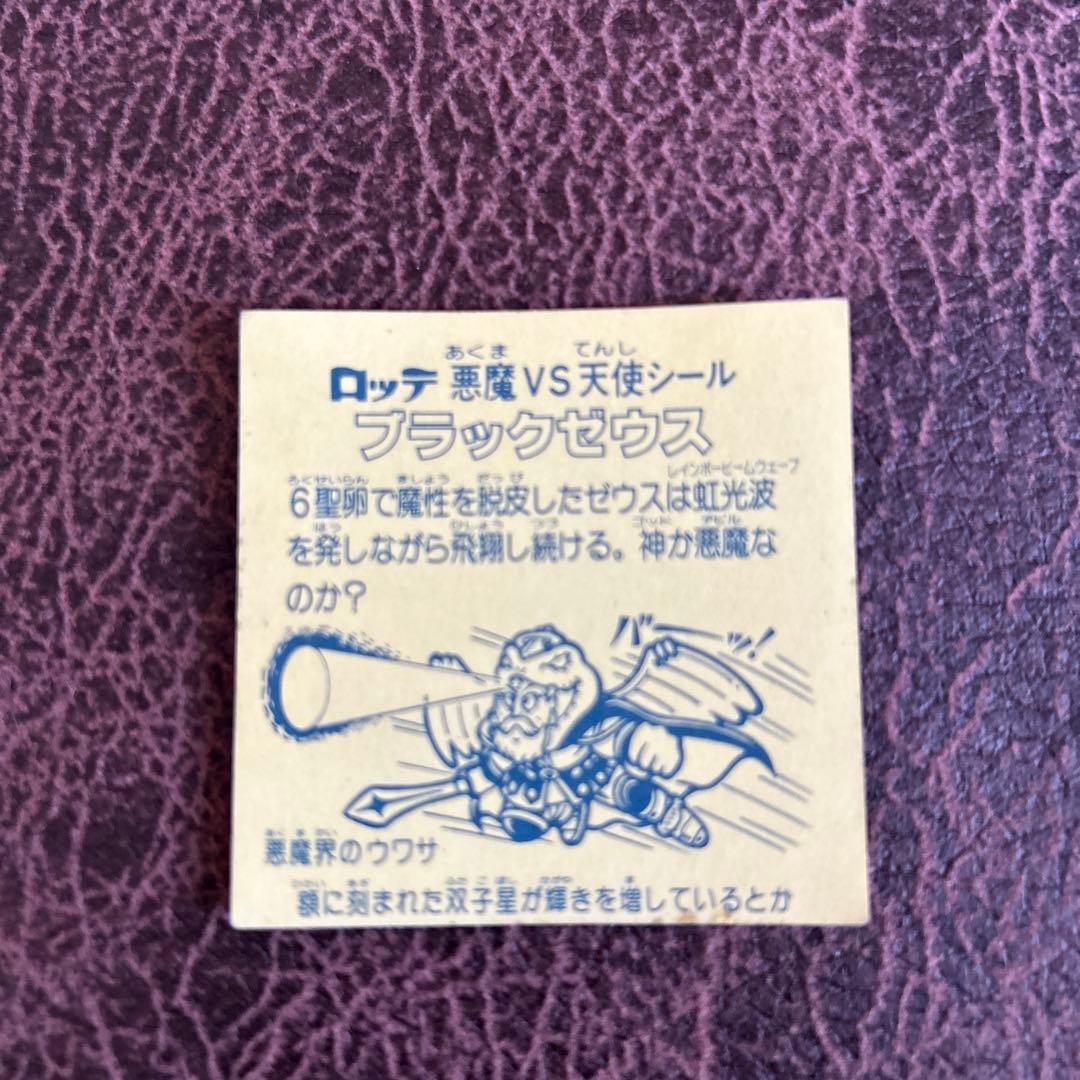 あくま てんし
ロッテ 悪魔VS天使シール
ブラックゼウス
ろくせいらん ましょう だっぴ レインボービームウェーブ
6聖卵で魔性を脱皮したゼウスは虹光波
はっ ひしょう つづ ゴッド デビル
を発しながら飛翔し続ける。神か悪魔な
のか?
バーーッ!
あくまかい
悪魔界のウワサ
ひたい きざ ふたこぼし かがや ま
額に刻まれた双子星が輝きを増しているとか